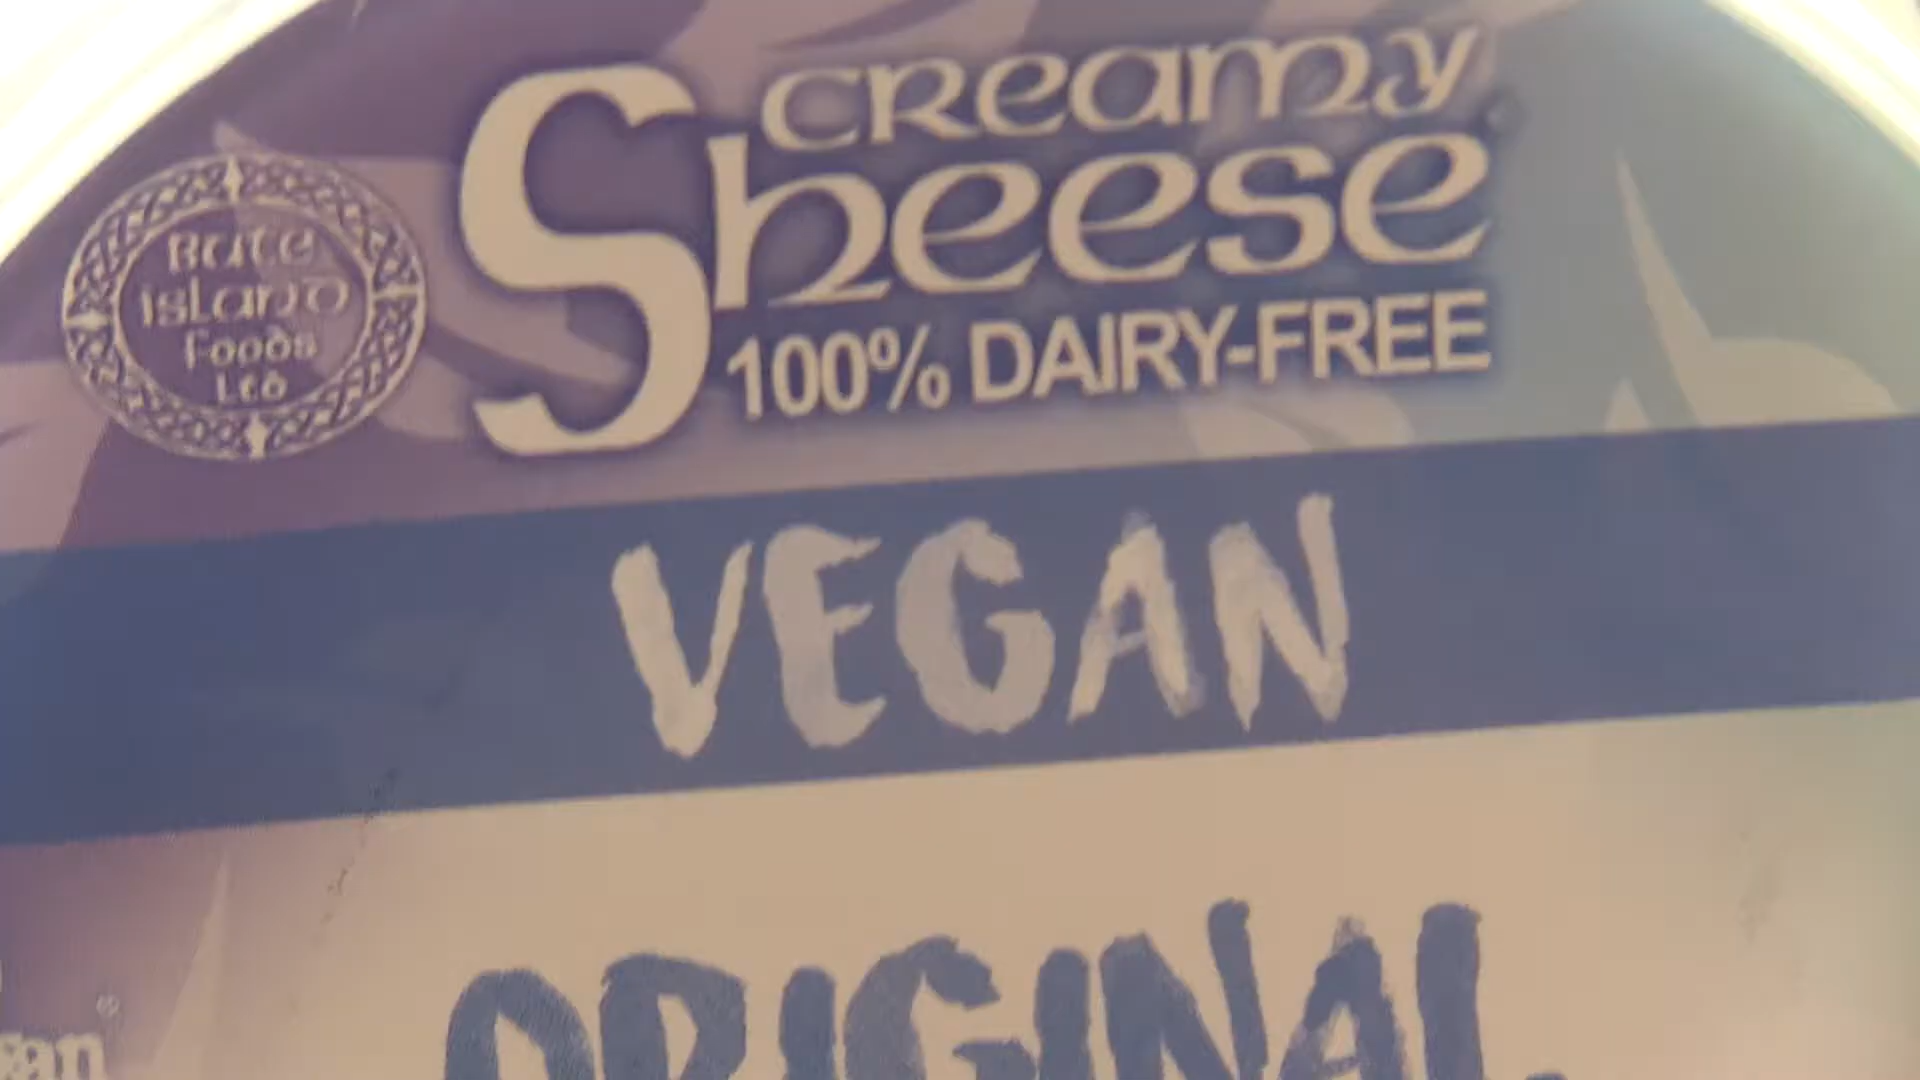 CREAMY
Sheese
100% DAIRY-FREE
Bute
Island
Foods
Ltd
VEGAN
ORIGINAL